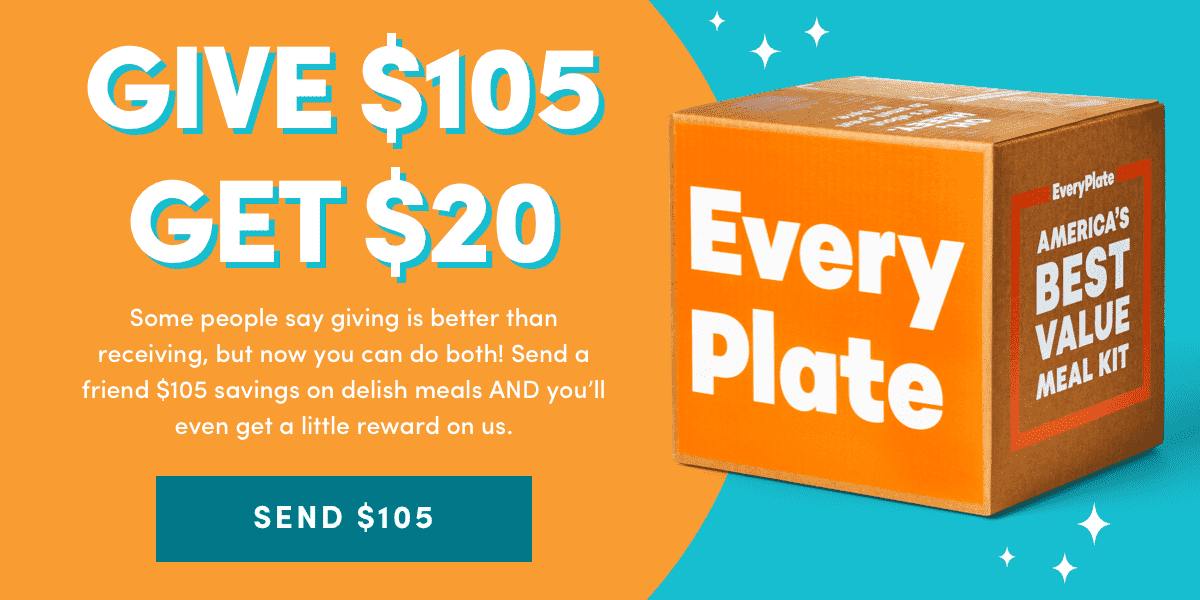 GIVE $105
GET $20
Some people say giving is better than
receiving, but now you can do both! Send a
friend $105 savings on delish meals AND you’ll
even get a little reward on us.
SEND $105
Every
Plate
EveryPlate
AMERICA'S
BEST
VALUE
MEAL KIT